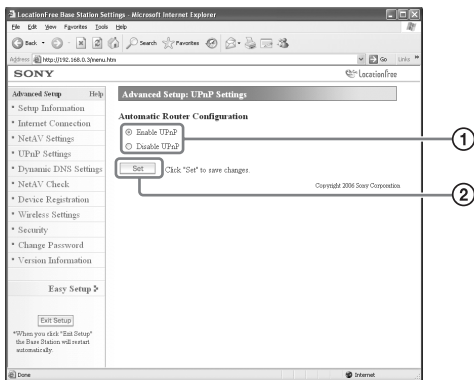 LocationFree Base Station Settings - Microsoft Internet Explorer
File Edit View Favorites Tools Help
Back Search Favorites
Address http://192.168.0.3/menu.htm Go Links »
SONY LocationFree
Advanced Setup Help
Advanced Setup: UPnP Settings
* Setup Information
* Internet Connection
* NetAV Settings
* UPnP Settings
* Dynamic DNS Settings
* NetAV Check
* Device Registration
* Wireless Settings
* Security
* Change Password
* Version Information
Easy Setup
Exit Setup
*When you click "Exit Setup"
the Base Station will restart
automatically.
Automatic Router Configuration
Enable UPnP
Disable UPnP
Set Click "Set" to save changes.
Copyright 2006 Sony Corporation
1
2
Done Internet